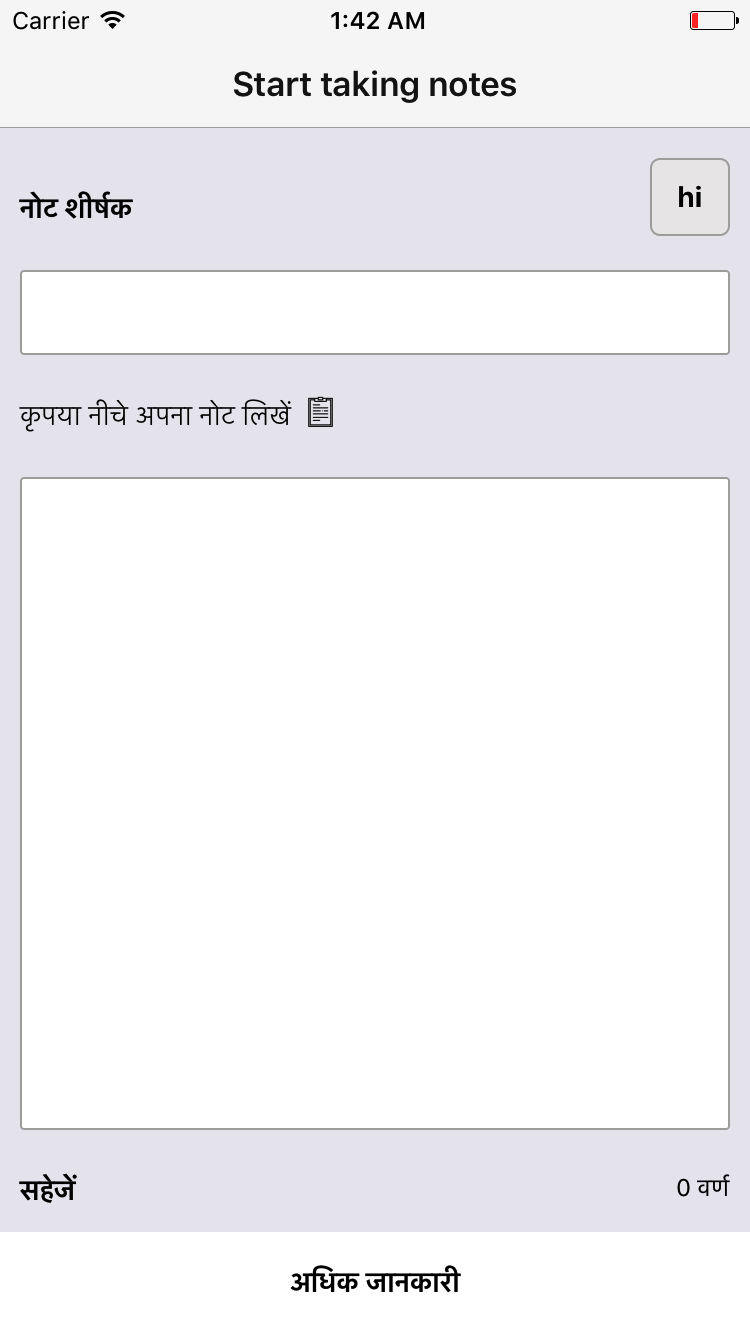 Carrier 1:42 AM
Start taking notes
नोट शीर्षक
hi
कृपया नीचे अपना नोट लिखें
सहेजें
0 वर्ण
अधिक जानकारी